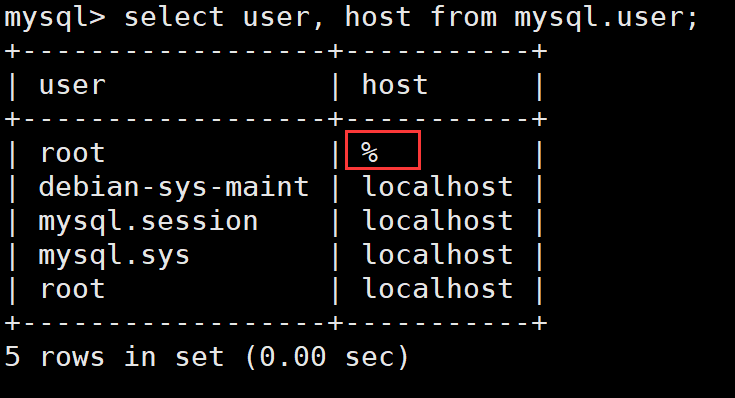 mysql> select user, host from mysql.user;
+------------------+-----------+
| user             | host      |
+------------------+-----------+
| root             | %         |
| debian-sys-maint | localhost |
| mysql.session    | localhost |
| mysql.sys        | localhost |
| root             | localhost |
+------------------+-----------+
5 rows in set (0.00 sec)